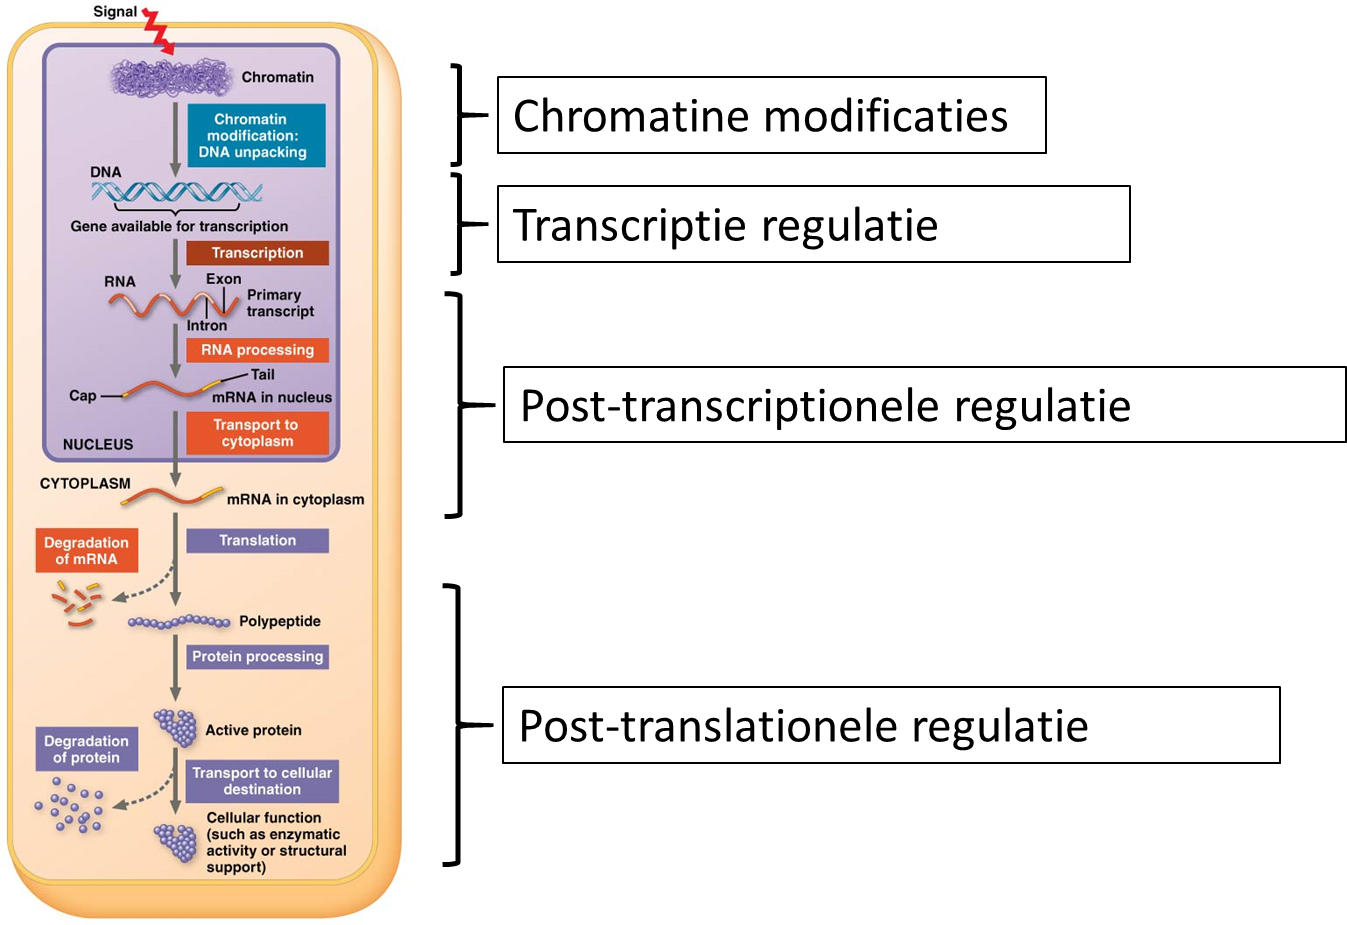 Signal
Chromatin
Chromatin
modification:
DNA unpacking
DNA
Gene available for transcription
Transcription
RNA
Exon
Primary
transcript
Intron
RNA processing
Tail
Cap
mRNA in nucleus
Transport to
cytoplasm
NUCLEUS
CYTOPLASM
mRNA in cytoplasm
Degradation
of mRNA
Translation
Polypeptide
Protein processing
Active protein
Degradation
of protein
Transport to cellular
destination
Cellular function
(such as enzymatic
activity or structural
support)
Chromatine modificaties
Transcriptie regulatie
Post-transcriptionele regulatie
Post-translationele regulatie